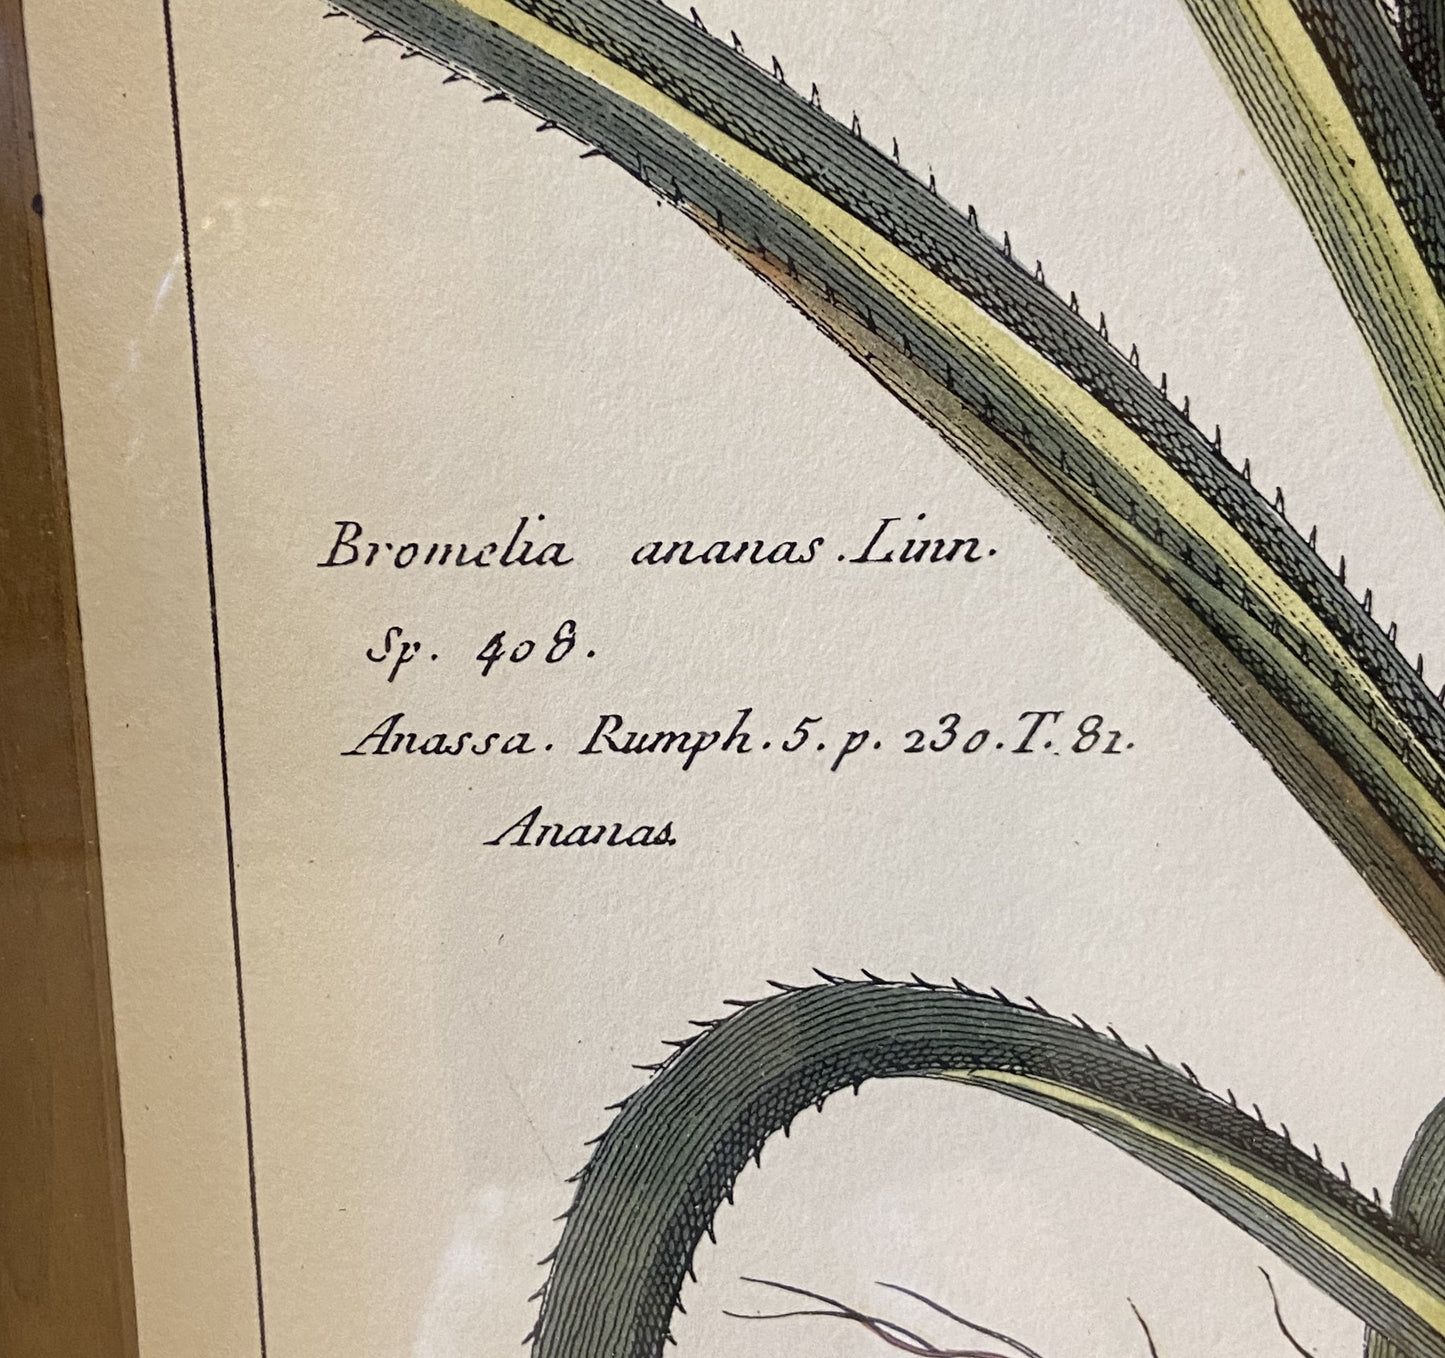 Bromelia ananas. Linn.
Sp. 408.
Anassa. Rumph. 5. p. 230. T. 81.
Ananas.